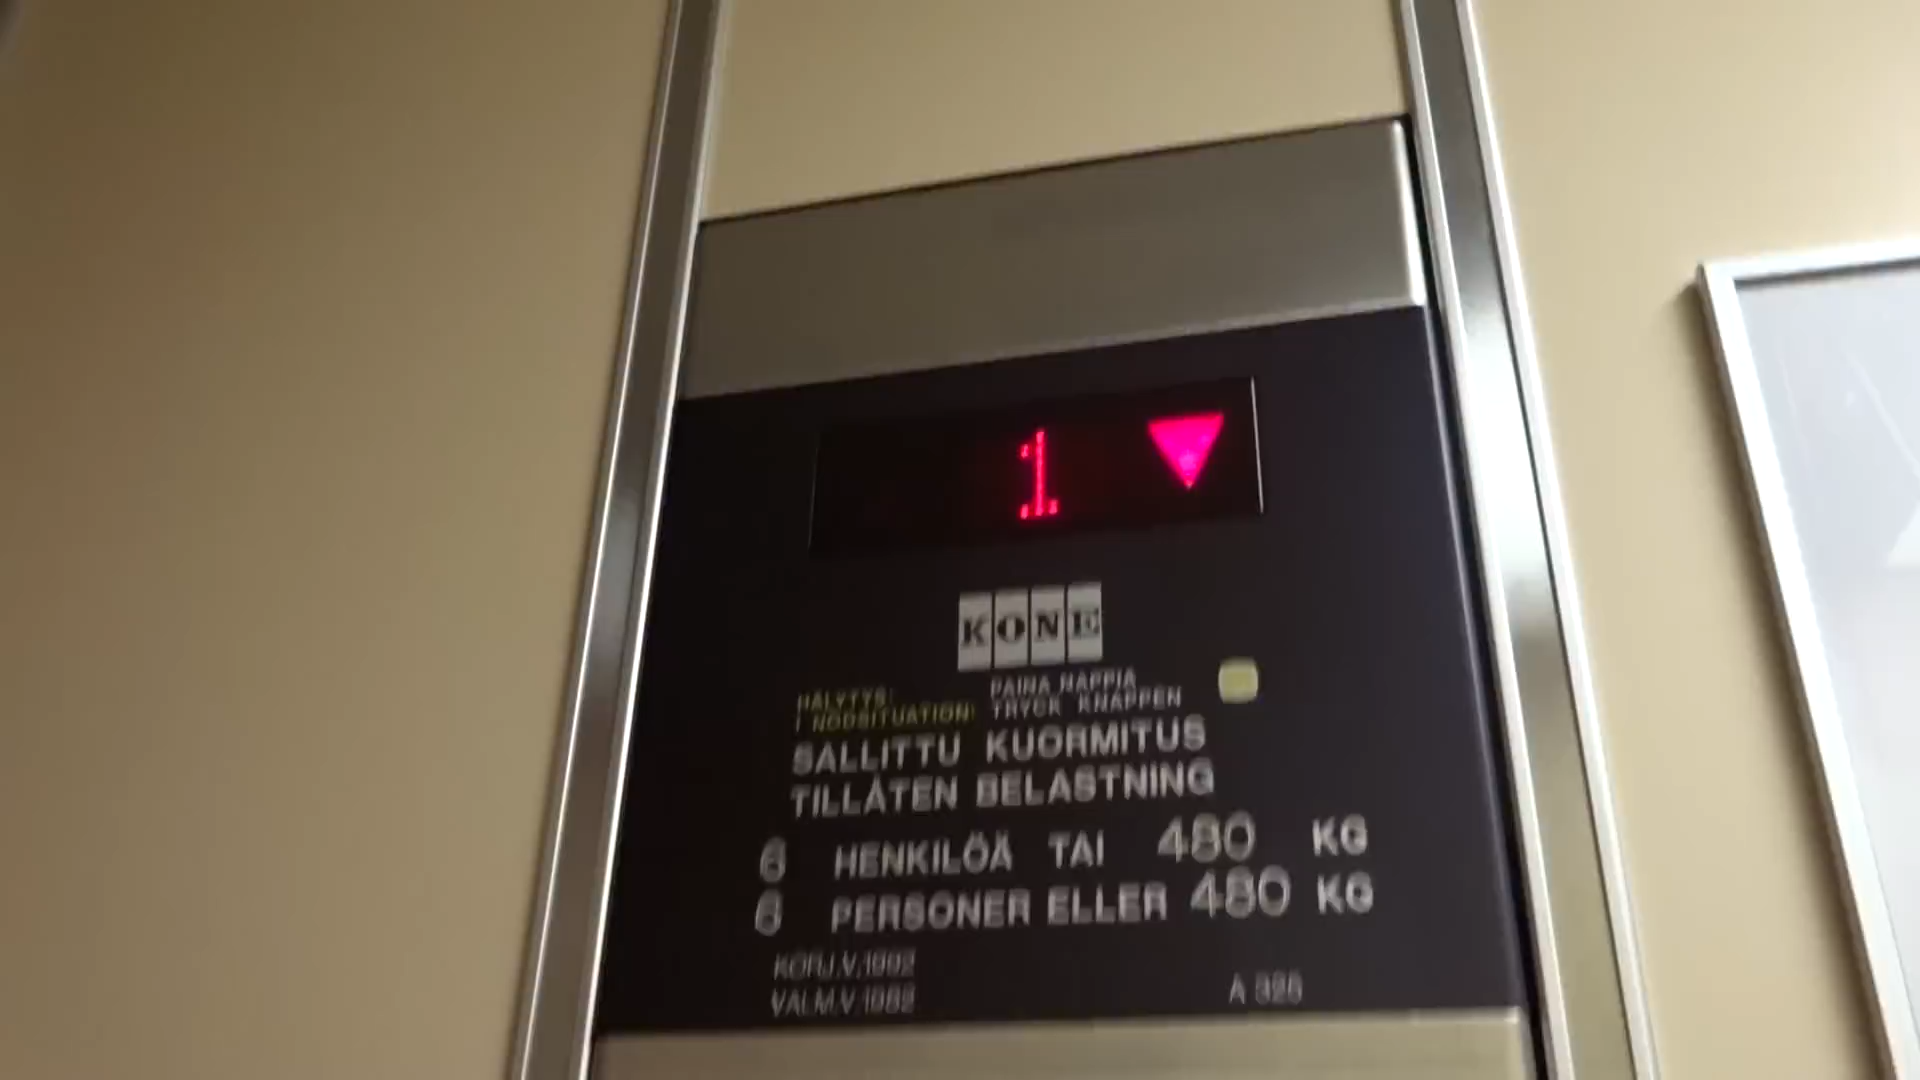 1
KONE
HÄLYTYS: PAINA NAPPIA
I NÖDSITUATION: TRYCK KNAPPEN
SALLITTU KUORMITUS
TILLÅTEN BELASTNING
6 HENKILÖÄ TAI 480 KG
6 PERSONER ELLER 480 KG
KORJ.V.1992
VALM.V.1982
A 325